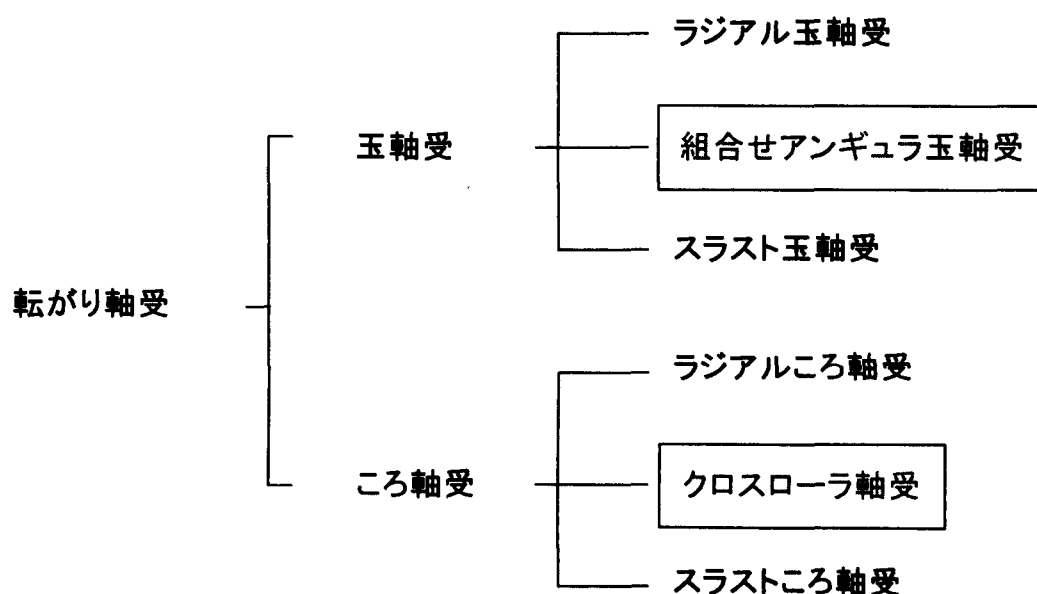 転がり軸受
玉軸受
ラジアル玉軸受
組合せアンギュラ玉軸受
スラスト玉軸受
ころ軸受
ラジアルころ軸受
クロスローラ軸受
スラストころ軸受